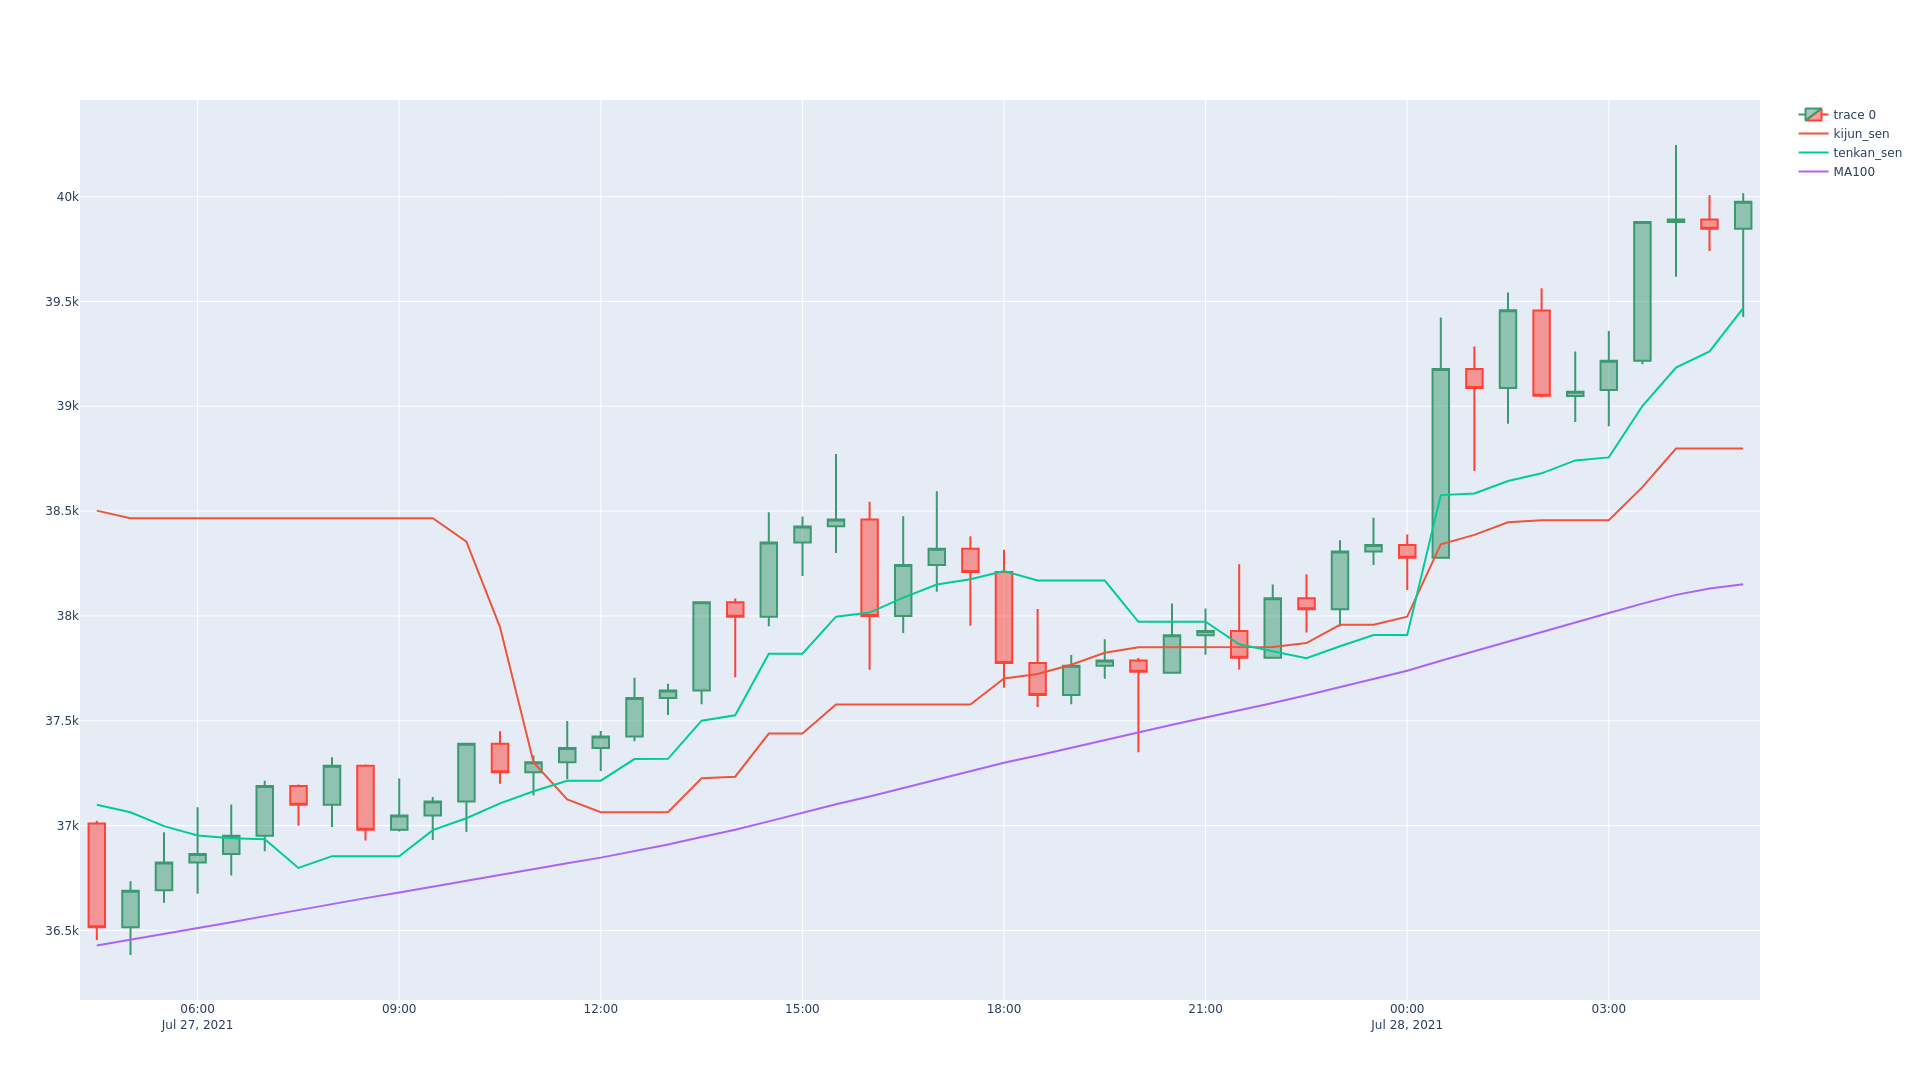 trace 0
kijun_sen
tenkan_sen
MA100
40k
39.5k
39k
38.5k
38k
37.5k
37k
36.5k
06:00 09:00 12:00 15:00 18:00 21:00 00:00 03:00
Jul 27, 2021 Jul 28, 2021